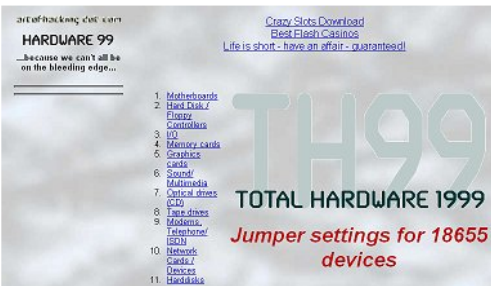 artofhacking dot com
HARDWARE 99
...because we can't all be
on the bleeding edge...
Crazy Slots Download
Best Flash Casinos
Life is short - have an affair - guaranteed!
1. Motherboards
2. Hard Disk /
Floppy
Controllers
3. I/O
4. Memory cards
5. Graphics
cards
6. Sound/
Multimedia
7. Optical drives
(CD)
8. Tape drives
9. Modems,
Telephone/
ISDN
10. Network
Cards /
Devices
11. Harddisks
TH99
TOTAL HARDWARE 1999
Jumper settings for 18655
devices